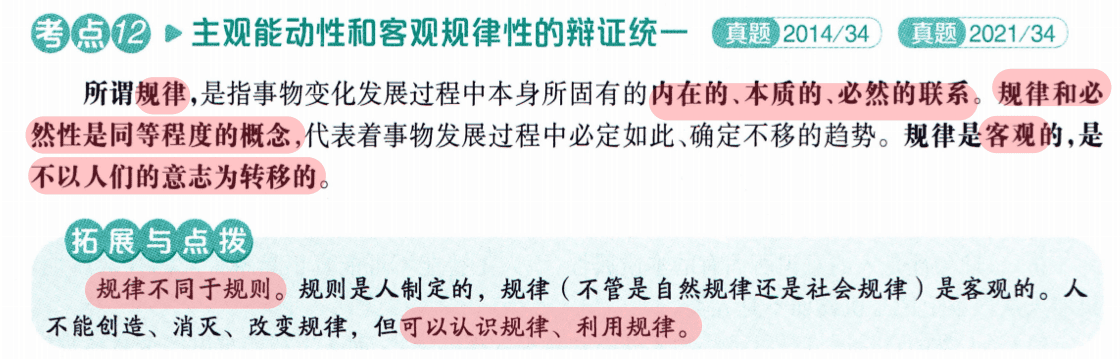 考点12 ▶ 主观能动性和客观规律性的辩证统一 真题 2014/34 真题 2021/34
所谓规律,是指事物变化发展过程中本身所固有的内在的、本质的、必然的联系。规律和必
然性是同等程度的概念,代表着事物发展过程中必定如此、确定不移的趋势。规律是客观的,是
不以人们的意志为转移的。
拓展与点拨
规律不同于规则。规则是人制定的，规律（不管是自然规律还是社会规律）是客观的。人
不能创造、消灭、改变规律，但可以认识规律、利用规律。